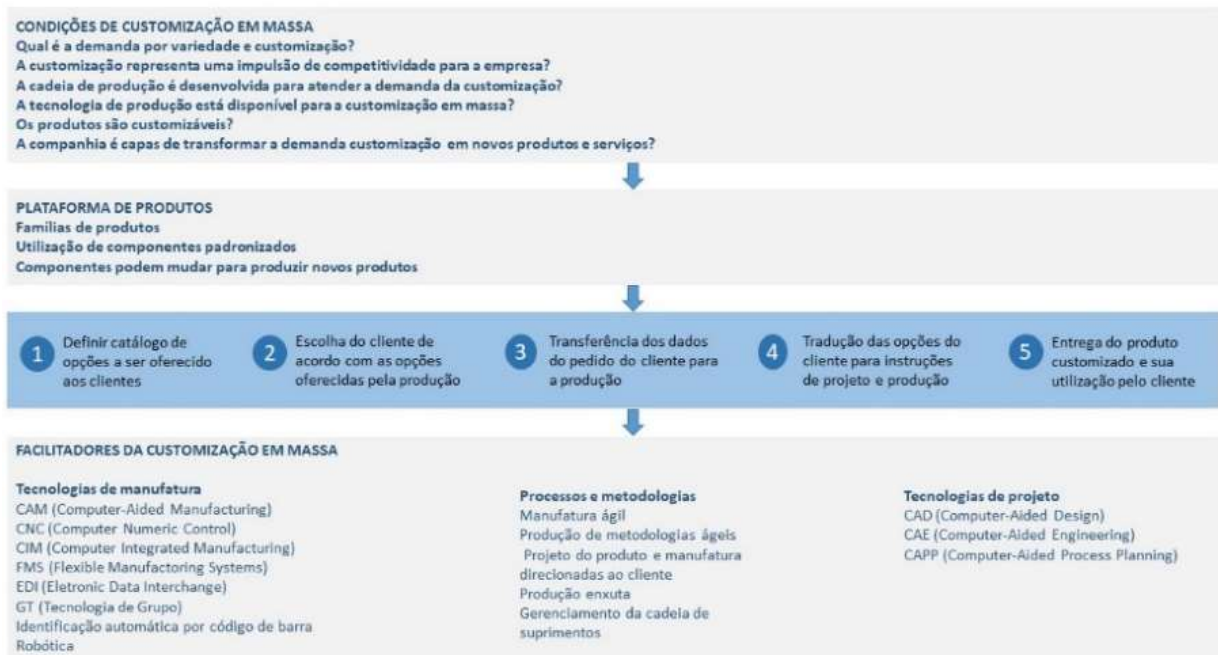 CONDIÇÕES DE CUSTOMIZAÇÃO EM MASSA
Qual é a demanda por variedade e customização?
A customização representa uma impulsão de competitividade para a empresa?
A cadeia de produção é desenvolvida para atender a demanda da customização?
A tecnologia de produção está disponível para a customização em massa?
Os produtos são customizáveis?
A companhia é capas de transformar a demanda customização em novos produtos e serviços?
PLATAFORMA DE PRODUTOS
Famílias de produtos
Utilização de componentes padronizados
Componentes podem mudar para produzir novos produtos
1
Definir catálogo de
opções a ser oferecido
aos clientes
2
Escolha do cliente de
acordo com as opções
oferecidas pela produção
3
Transferência dos dados
do pedido do cliente para
a produção
4
Tradução das opções do
cliente para instruções
de projeto e produção
5
Entrega do produto
customizado e sua
utilização pelo cliente
FACILITADORES DA CUSTOMIZAÇÃO EM MASSA
Tecnologias de manufatura
CAM (Computer-Aided Manufacturing)
CNC (Computer Numeric Control)
CIM (Computer Integrated Manufacturing)
FMS (Flexible Manufactoring Systems)
EDI (Eletronic Data Interchange)
GT (Tecnologia de Grupo)
Identificação automática por código de barra
Robótica
Processos e metodologias
Manufatura ágil
Produção de metodologias ágeis
Projeto do produto e manufatura
direcionadas ao cliente
Produção enxuta
Gerenciamento da cadeia de
suprimentos
Tecnologias de projeto
CAD (Computer-Aided Design)
CAE (Computer-Aided Engineering)
CAPP (Computer-Aided Process Planning)